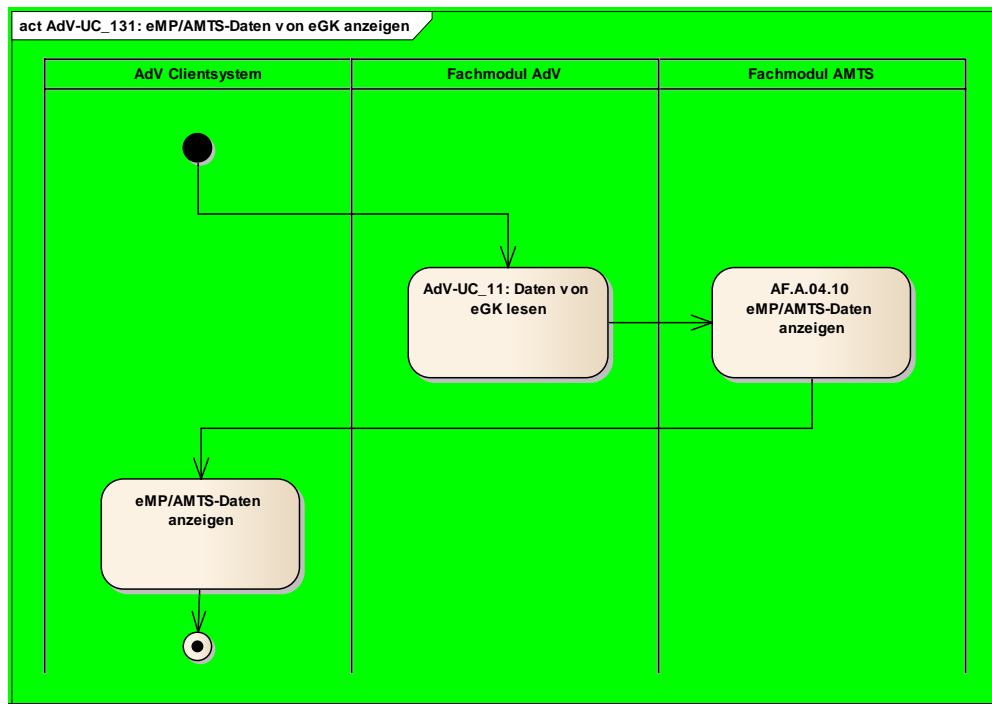 act AdV-UC_131: eMP/AMTS-Daten von eGK anzeigen
AdV Clientsystem
Fachmodul AdV
Fachmodul AMTS
AdV-UC_11: Daten von
eGK lesen
AF.A.04.10
eMP/AMTS-Daten
anzeigen
eMP/AMTS-Daten
anzeigen